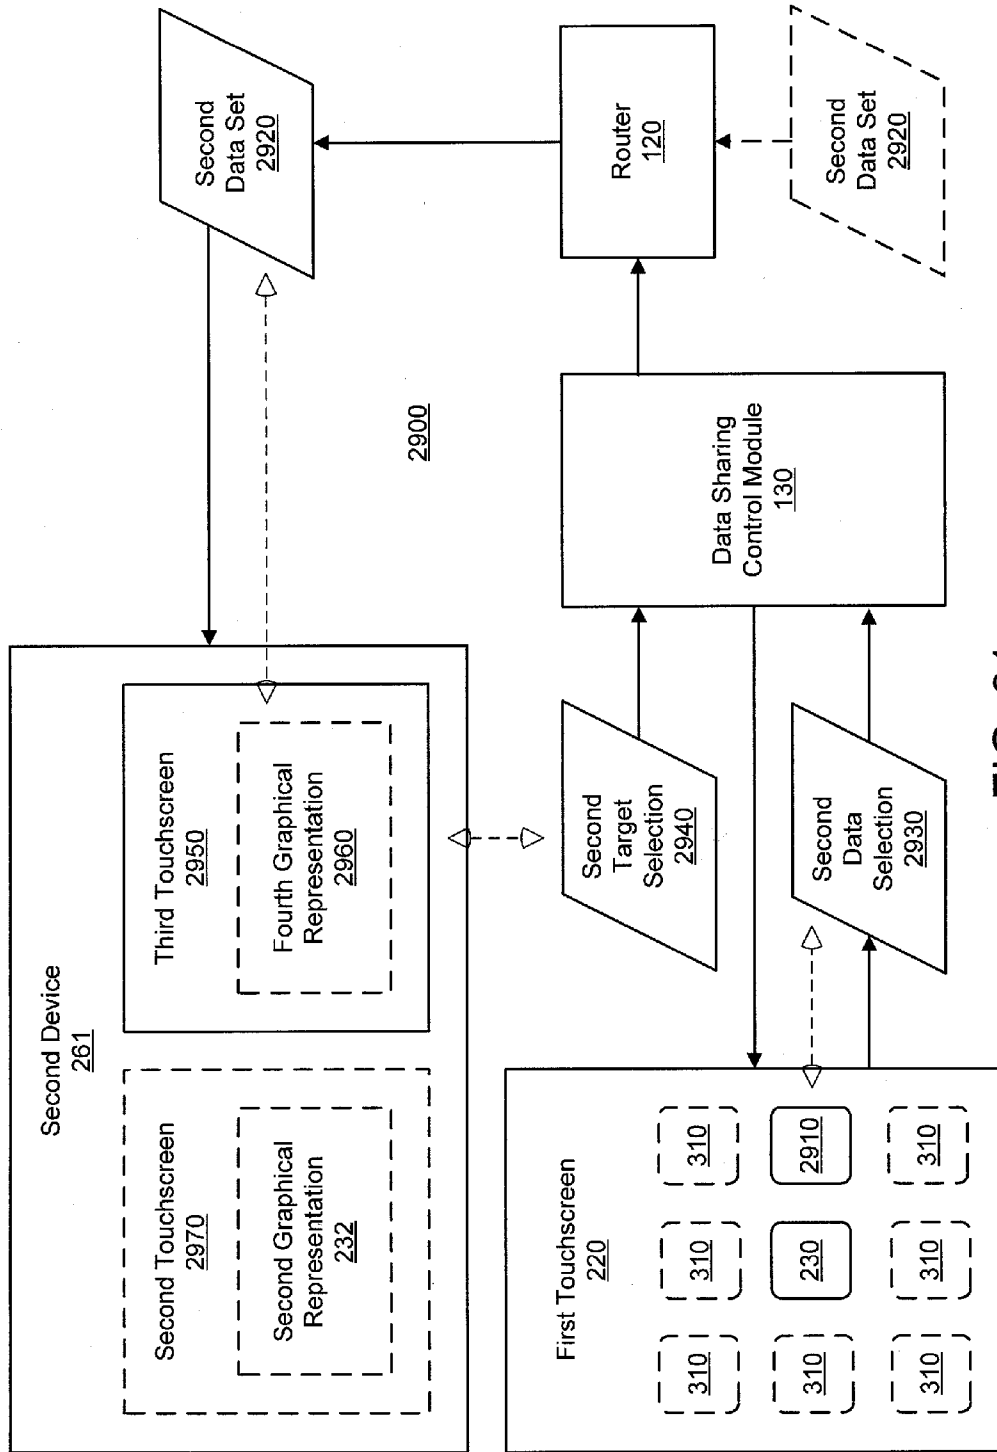 Second Device
261
Second Touchscreen
2970
Second Graphical
Representation
232
Third Touchscreen
2950
Fourth Graphical
Representation
2960
Second
Data Set
2920
2900
First Touchscreen
220
310 310 310
310 230 2910
310 310 310
Second
Target
Selection
2940
Second
Data
Selection
2930
Data Sharing
Control Module
130
Router
120
Second
Data Set
2920
FIG.